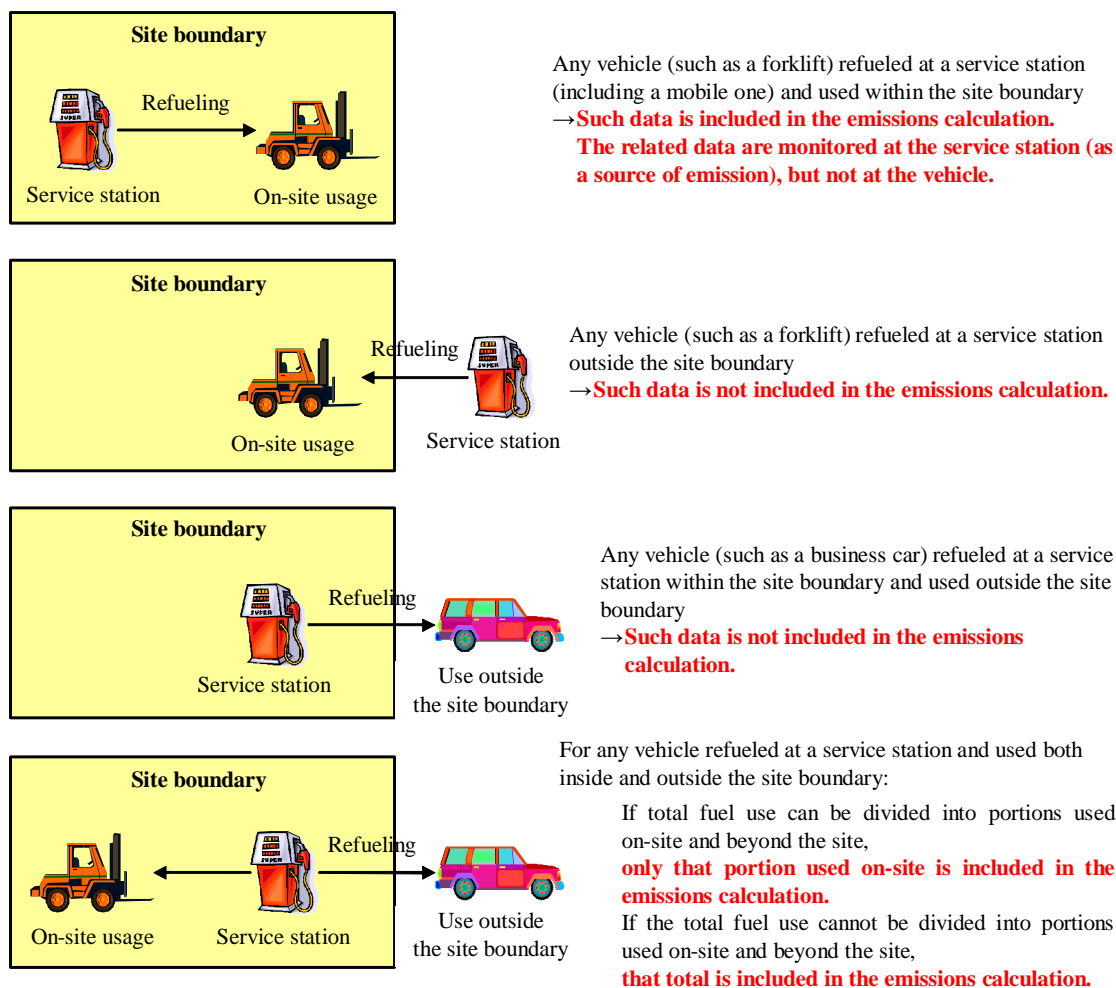 Site boundary
SUPER
Refueling
Service station
On-site usage
Any vehicle (such as a forklift) refueled at a service station
(including a mobile one) and used within the site boundary
→Such data is included in the emissions calculation.
The related data are monitored at the service station (as
a source of emission), but not at the vehicle.
Site boundary
Refueling
SUPER
On-site usage
Service station
Any vehicle (such as a forklift) refueled at a service station
outside the site boundary
→Such data is not included in the emissions calculation.
Site boundary
SUPER
Refueling
Service station
Use outside
the site boundary
Any vehicle (such as a business car) refueled at a service
station within the site boundary and used outside the site
boundary
→Such data is not included in the emissions
calculation.
Site boundary
SUPER
Refueling
On-site usage
Service station
Use outside
the site boundary
For any vehicle refueled at a service station and used both
inside and outside the site boundary:
If total fuel use can be divided into portions used
on-site and beyond the site,
only that portion used on-site is included in the
emissions calculation.
If the total fuel use cannot be divided into portions
used on-site and beyond the site,
that total is included in the emissions calculation.